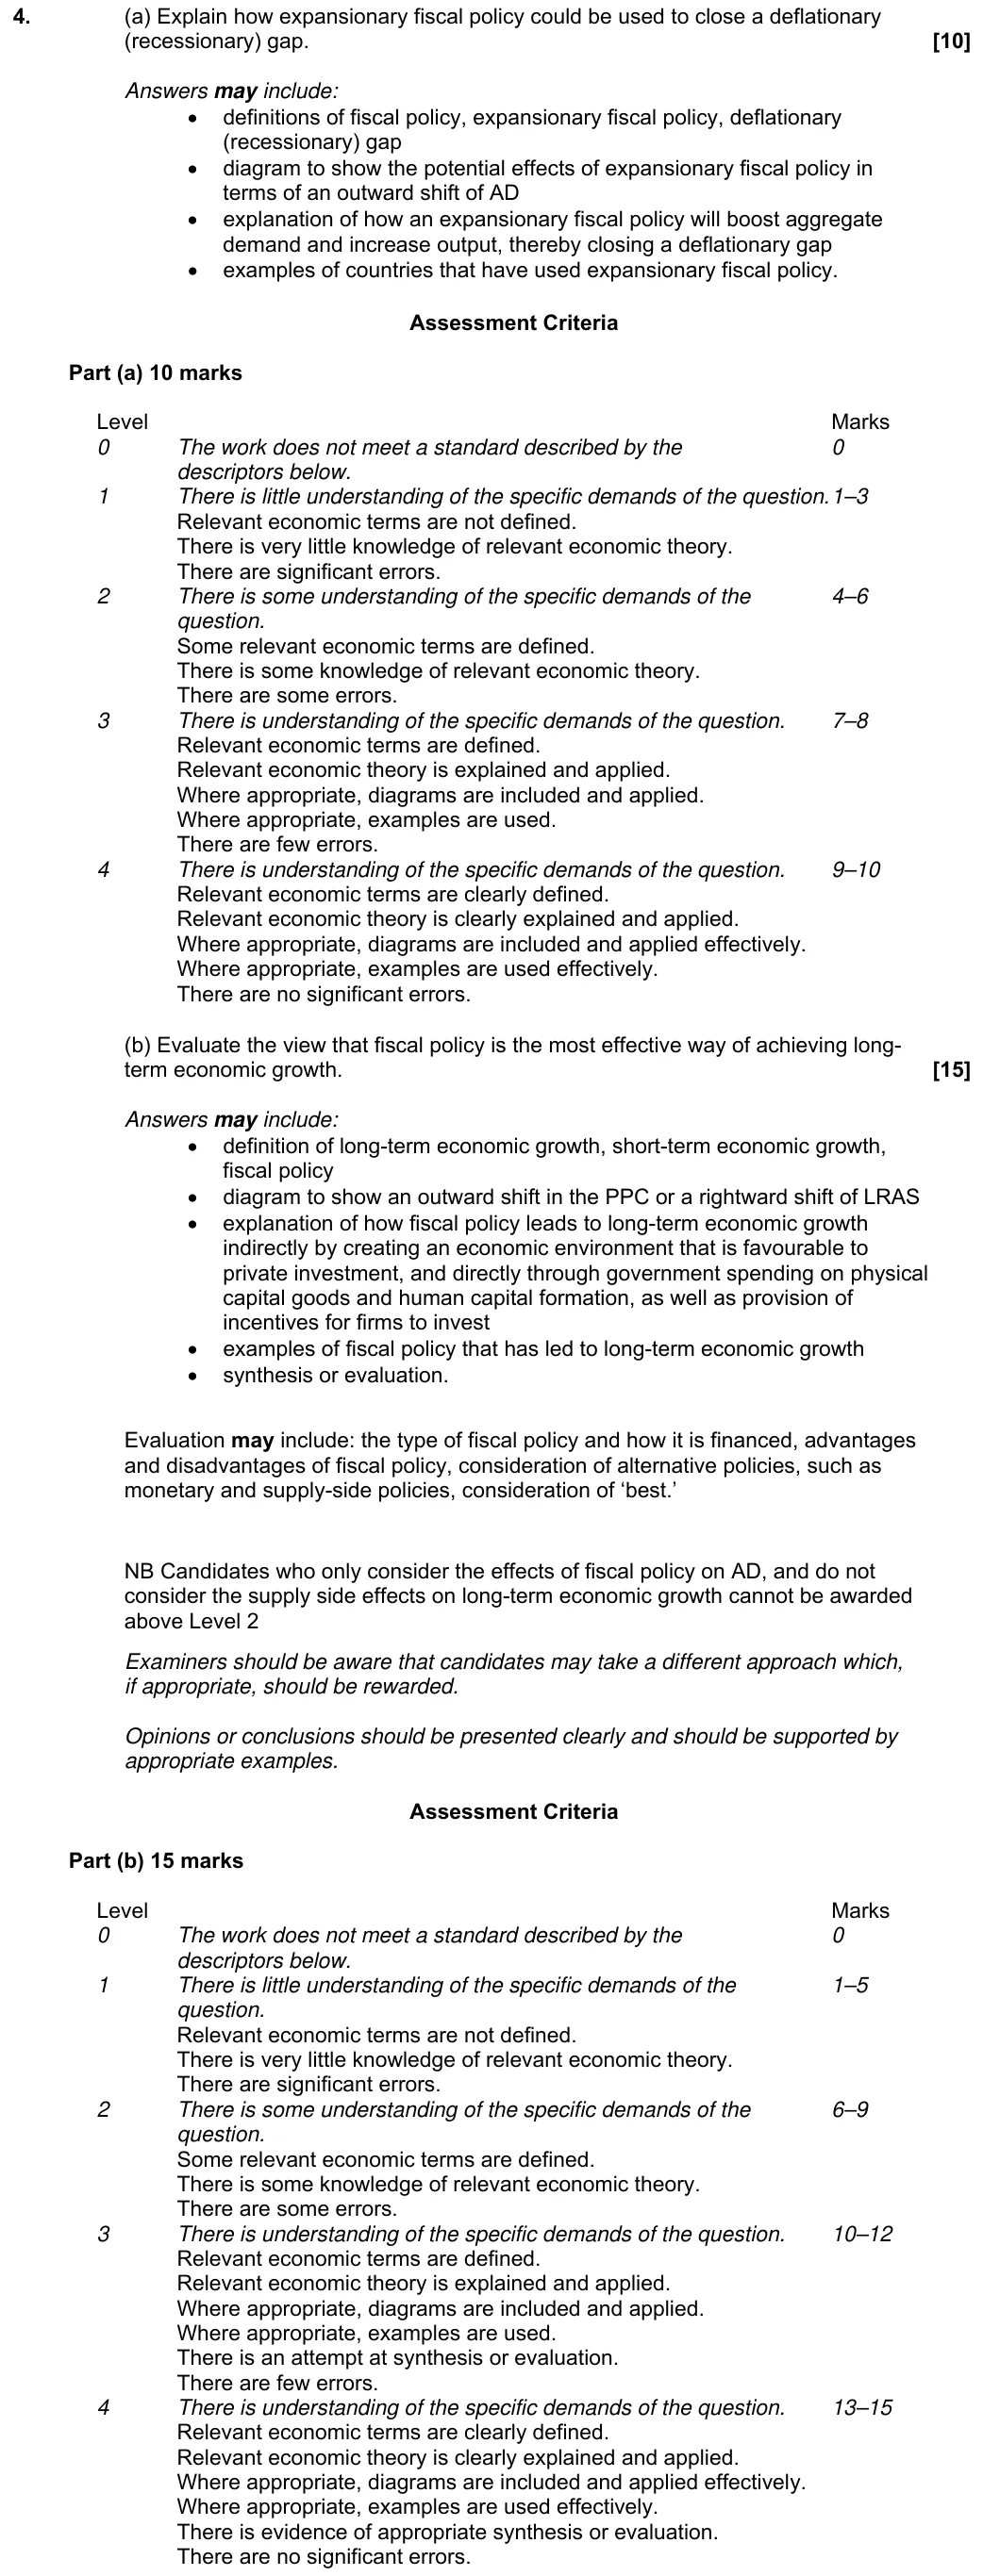 4. (a) Explain how expansionary fiscal policy could be used to close a deflationary
(recessionary) gap. [10]
Answers may include:
• definitions of fiscal policy, expansionary fiscal policy, deflationary
(recessionary) gap
• diagram to show the potential effects of expansionary fiscal policy in
terms of an outward shift of AD
• explanation of how an expansionary fiscal policy will boost aggregate
demand and increase output, thereby closing a deflationary gap
• examples of countries that have used expansionary fiscal policy.
Assessment Criteria
Part (a) 10 marks
Level Marks
0 The work does not meet a standard described by the 0
descriptors below.
1 There is little understanding of the specific demands of the question. 1–3
Relevant economic terms are not defined.
There is very little knowledge of relevant economic theory.
There are significant errors.
2 There is some understanding of the specific demands of the 4–6
question.
Some relevant economic terms are defined.
There is some knowledge of relevant economic theory.
There are some errors.
3 There is understanding of the specific demands of the question. 7–8
Relevant economic terms are defined.
Relevant economic theory is explained and applied.
Where appropriate, diagrams are included and applied.
Where appropriate, examples are used.
There are few errors.
4 There is understanding of the specific demands of the question. 9–10
Relevant economic terms are clearly defined.
Relevant economic theory is clearly explained and applied.
Where appropriate, diagrams are included and applied effectively.
Where appropriate, examples are used effectively.
There are no significant errors.
(b) Evaluate the view that fiscal policy is the most effective way of achieving long-
term economic growth. [15]
Answers may include:
• definition of long-term economic growth, short-term economic growth,
fiscal policy
• diagram to show an outward shift in the PPC or a rightward shift of LRAS
• explanation of how fiscal policy leads to long-term economic growth
indirectly by creating an economic environment that is favourable to
private investment, and directly through government spending on physical
capital goods and human capital formation, as well as provision of
incentives for firms to invest
• examples of fiscal policy that has led to long-term economic growth
• synthesis or evaluation.
Evaluation may include: the type of fiscal policy and how it is financed, advantages
and disadvantages of fiscal policy, consideration of alternative policies, such as
monetary and supply-side policies, consideration of ‘best.’
NB Candidates who only consider the effects of fiscal policy on AD, and do not
consider the supply side effects on long-term economic growth cannot be awarded
above Level 2
Examiners should be aware that candidates may take a different approach which,
if appropriate, should be rewarded.
Opinions or conclusions should be presented clearly and should be supported by
appropriate examples.
Assessment Criteria
Part (b) 15 marks
Level Marks
0 The work does not meet a standard described by the 0
descriptors below.
1 There is little understanding of the specific demands of the 1–5
question.
Relevant economic terms are not defined.
There is very little knowledge of relevant economic theory.
There are significant errors.
2 There is some understanding of the specific demands of the 6–9
question.
Some relevant economic terms are defined.
There is some knowledge of relevant economic theory.
There are some errors.
3 There is understanding of the specific demands of the question. 10–12
Relevant economic terms are defined.
Relevant economic theory is explained and applied.
Where appropriate, diagrams are included and applied.
Where appropriate, examples are used.
There is an attempt at synthesis or evaluation.
There are few errors.
4 There is understanding of the specific demands of the question. 13–15
Relevant economic terms are clearly defined.
Relevant economic theory is clearly explained and applied.
Where appropriate, diagrams are included and applied effectively.
Where appropriate, examples are used effectively.
There is evidence of appropriate synthesis or evaluation.
There are no significant errors.